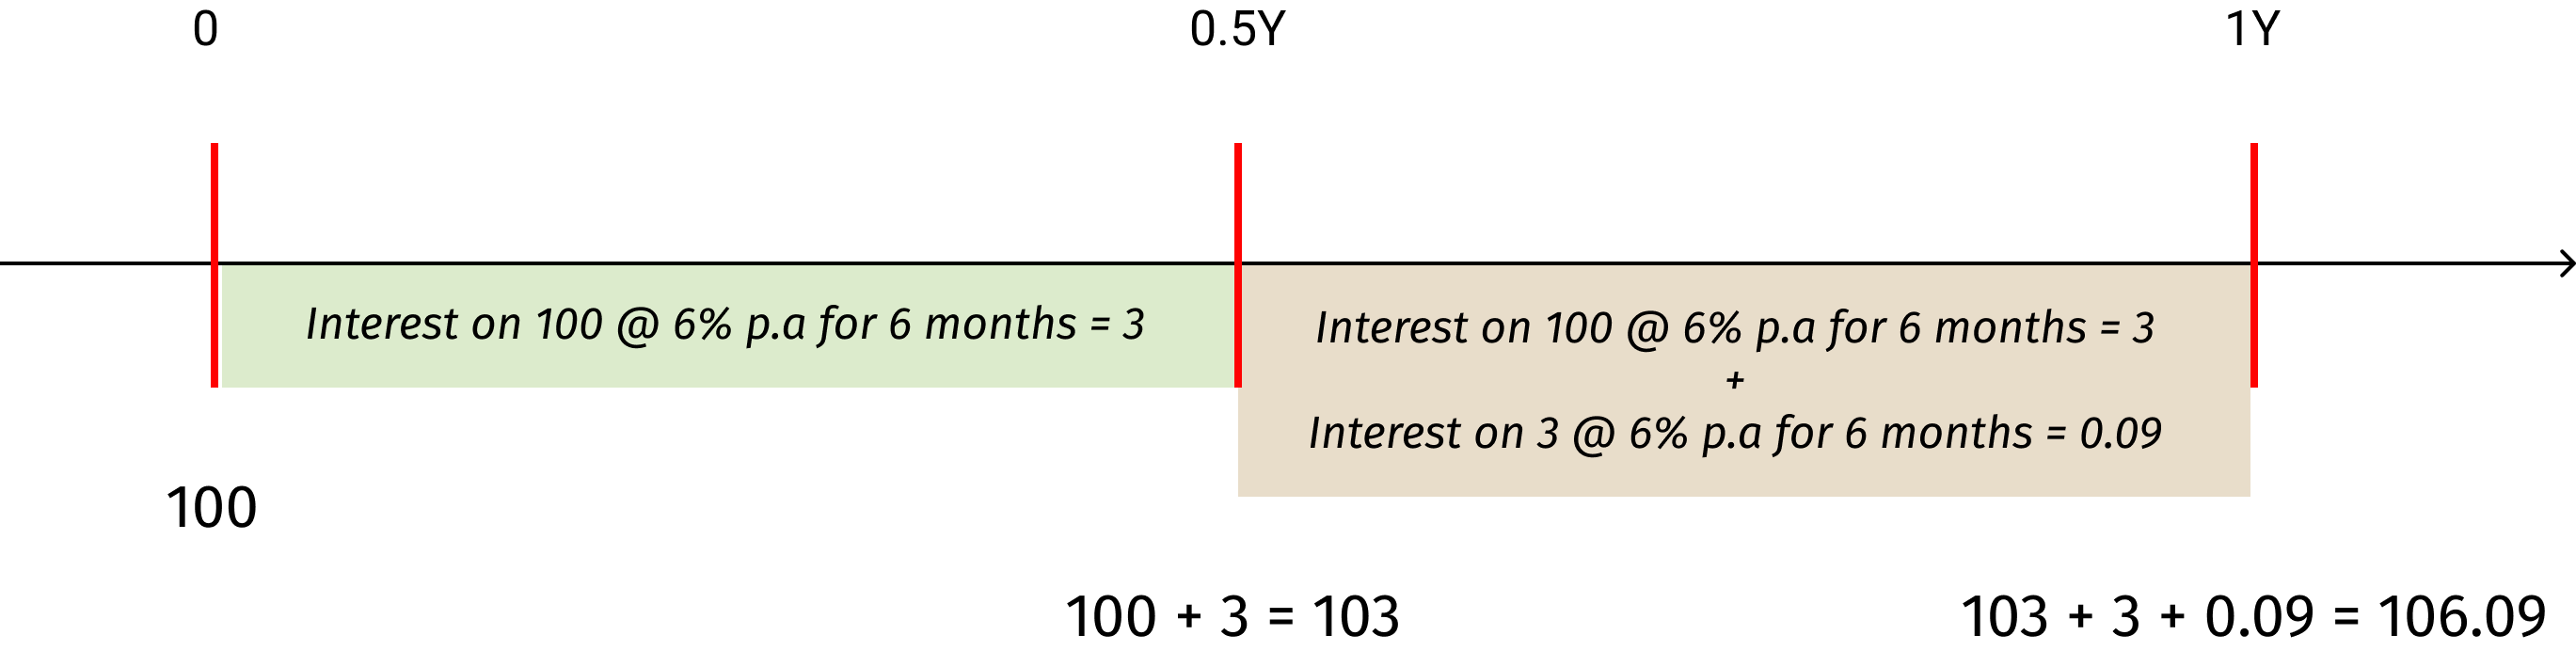 0
0.5Y
1Y
Interest on 100 @ 6% p.a for 6 months = 3
Interest on 100 @ 6% p.a for 6 months = 3
+
Interest on 3 @ 6% p.a for 6 months = 0.09
100
100 + 3 = 103
103 + 3 + 0.09 = 106.09